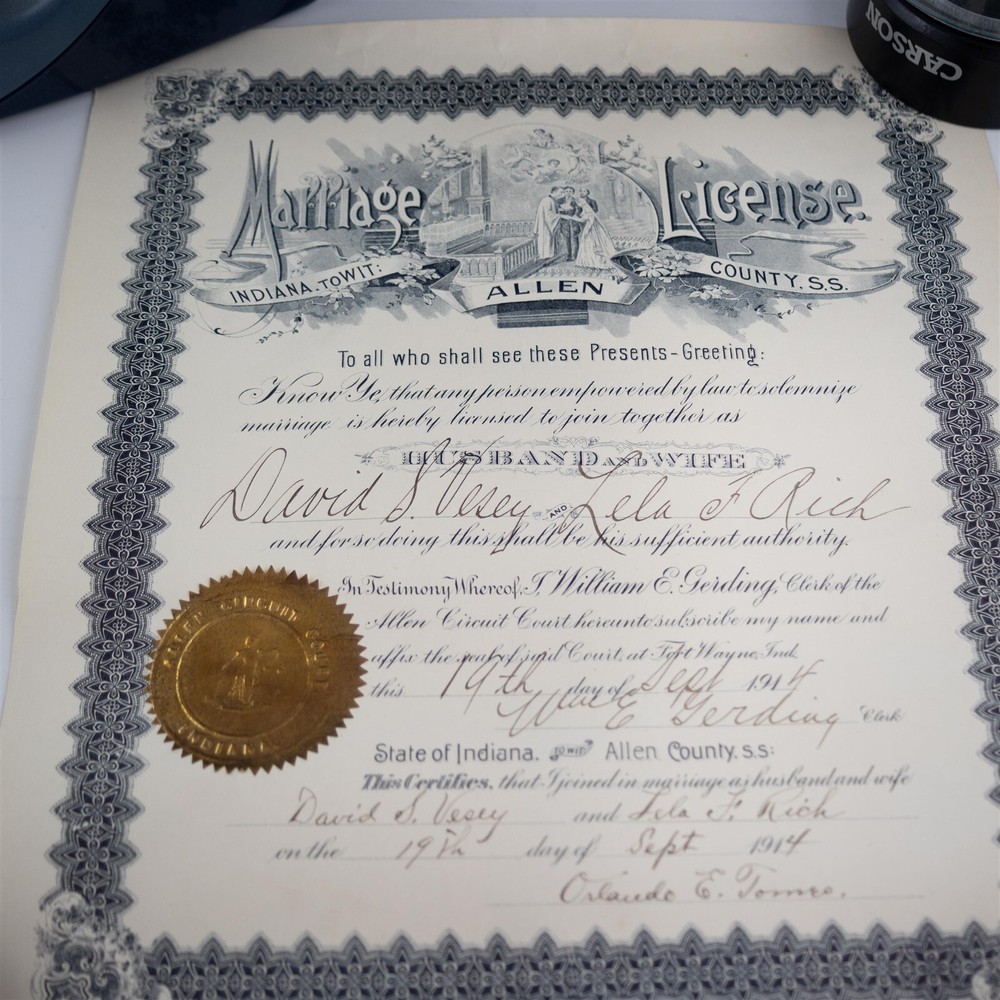 CARSON
Marriage License.
INDIANA. TO WIT: ALLEN COUNTY, S.S.
To all who shall see these Presents-Greeting:
Know Ye, that any person empowered by law to solemnize
marriage is hereby licensed to join together as
HUSBAND AND WIFE
David S. Vesey AND Lela F Rich
and for so doing this shall be his sufficient authority.
In Testimony Whereof, I, William E. Gerding, Clerk of the
Allen Circuit Court hereunto subscribe my name and
affix the seal of said Court, at Fort Wayne, Ind.
this 19th day of Sept 1914
Wm E Gerding Clerk
ALLEN CIRCUIT COURT
INDIANA
State of Indiana. TO WIT Allen County. s.s:
This Certifies, that I joined in marriage as husband and wife
David S. Vesey and Lela F. Rich
on the 19th day of Sept 1914
Orlando E.